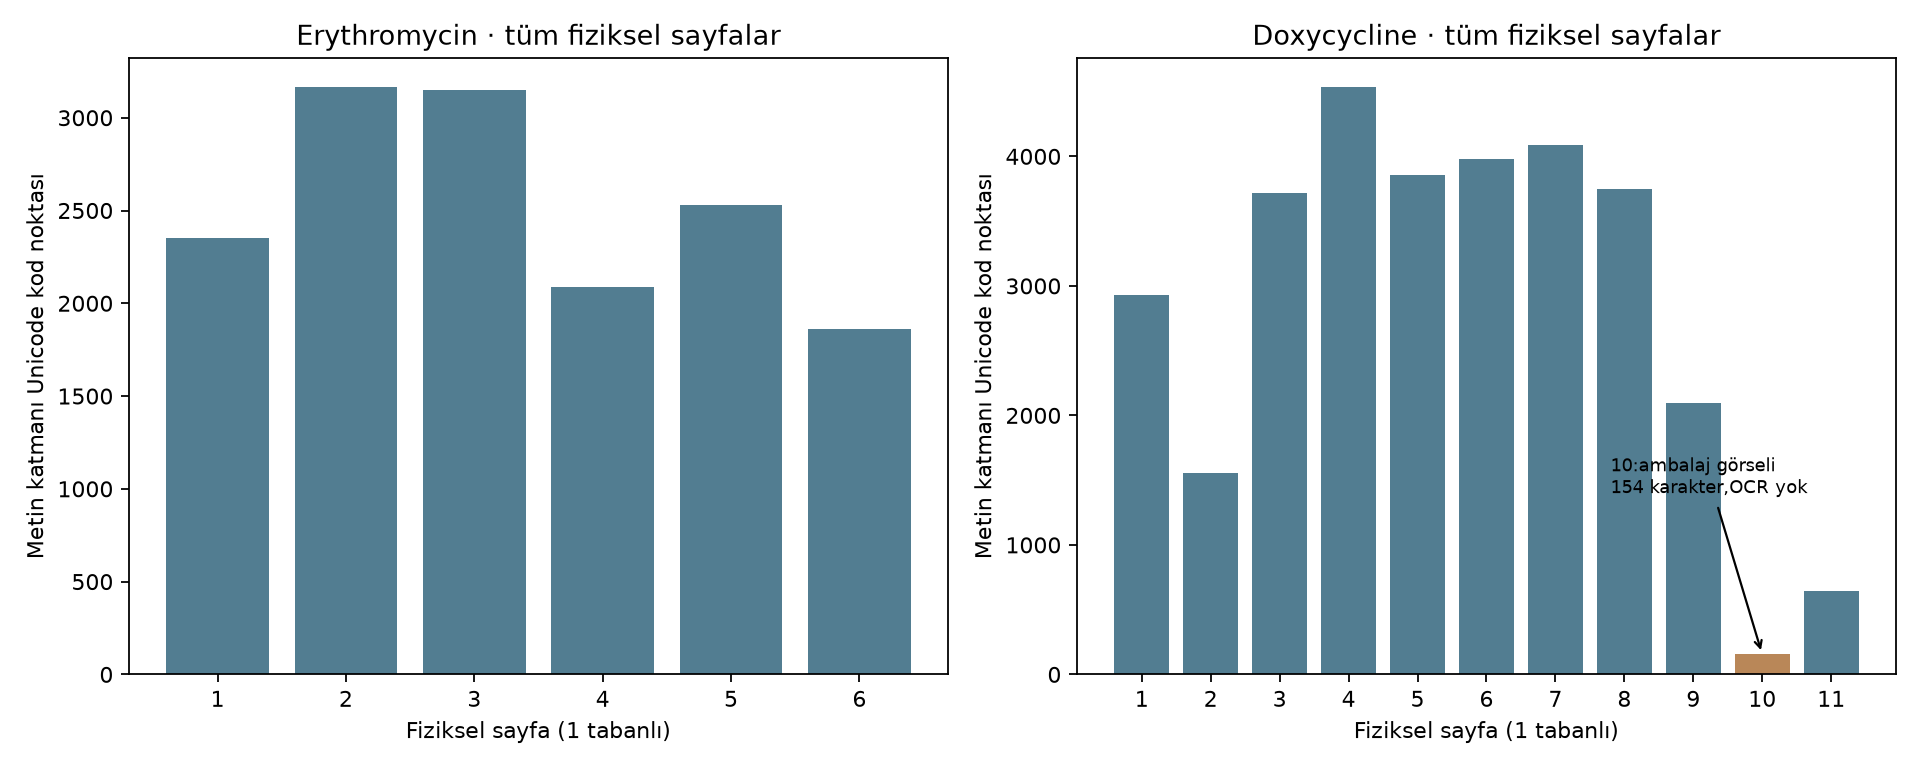 Erythromycin · tüm fiziksel sayfalar
Metin katmanı Unicode kod noktası
3000
2500
2000
1500
1000
500
0
1 2 3 4 5 6
Fiziksel sayfa (1 tabanlı)
Doxycycline · tüm fiziksel sayfalar
Metin katmanı Unicode kod noktası
4000
3000
2000
1000
0
10:ambalaj görseli
154 karakter,OCR yok
1 2 3 4 5 6 7 8 9 10 11
Fiziksel sayfa (1 tabanlı)